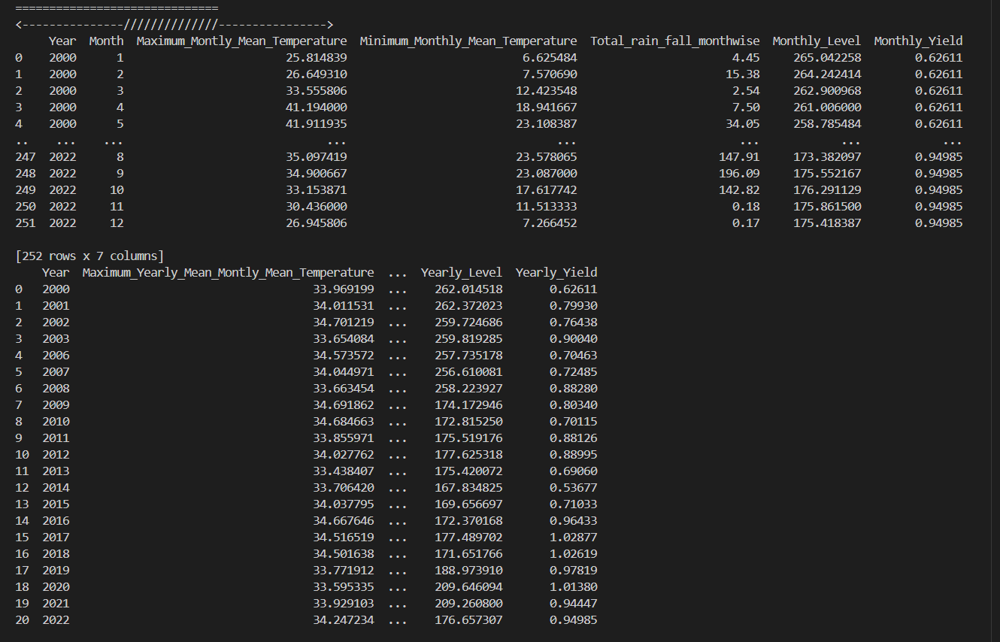 ==============================
<---------------//////////////---------------->
Year Month Maximum_Montly_Mean_Temperature Minimum_Monthly_Mean_Temperature Total_rain_fall_monthwise Monthly_Level Monthly_Yield
0 2000 1 25.814839 6.625484 4.45 265.042258 0.62611
1 2000 2 26.649310 7.570690 15.38 264.242414 0.62611
2 2000 3 33.555806 12.423548 2.54 262.900968 0.62611
3 2000 4 41.194000 18.941667 7.50 261.006000 0.62611
4 2000 5 41.911935 23.108387 34.05 258.785484 0.62611
.. ... ... ... ... ... ... ...
247 2022 8 35.097419 23.578065 147.91 173.382097 0.94985
248 2022 9 34.900667 23.087000 196.09 175.552167 0.94985
249 2022 10 33.153871 17.617742 142.82 176.291129 0.94985
250 2022 11 30.436000 11.513333 0.18 175.861500 0.94985
251 2022 12 26.945806 7.266452 0.17 175.418387 0.94985
[252 rows x 7 columns]
Year Maximum_Yearly_Mean_Montly_Mean_Temperature ... Yearly_Level Yearly_Yield
0 2000 33.969199 ... 262.014518 0.62611
1 2001 34.011531 ... 262.372023 0.79930
2 2002 34.701219 ... 259.724686 0.76438
3 2003 33.654084 ... 259.819285 0.90040
4 2006 34.573572 ... 257.735178 0.70463
5 2007 34.044971 ... 256.610081 0.72485
6 2008 33.663454 ... 258.223927 0.88280
7 2009 34.691862 ... 174.172946 0.80340
8 2010 34.684663 ... 172.815250 0.70115
9 2011 33.855971 ... 175.519176 0.88126
10 2012 34.027762 ... 177.625318 0.88995
11 2013 33.438407 ... 175.420072 0.69060
12 2014 33.706420 ... 167.834825 0.53677
13 2015 34.037795 ... 169.656697 0.71033
14 2016 34.667646 ... 172.370168 0.96433
15 2017 34.516519 ... 177.489702 1.02877
16 2018 34.501638 ... 171.651766 1.02619
17 2019 33.771912 ... 188.973910 0.97819
18 2020 33.595335 ... 209.646094 1.01380
19 2021 33.929103 ... 209.260800 0.94447
20 2022 34.247234 ... 176.657307 0.94985